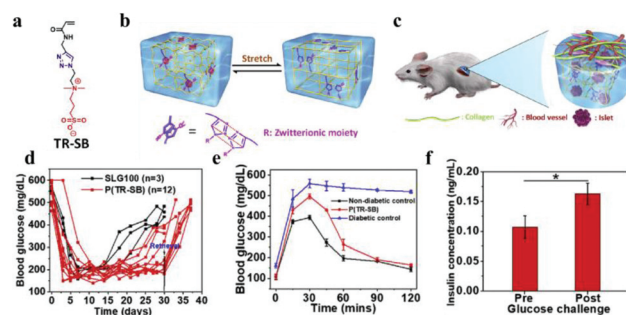 a
b
c
O
HN
N
N
N
N
O
S
O
O
TR-SB
Stretch
=
R: Zwitterionic moiety
: Collagen
: Blood vessel
: Islet
d
e
f
Blood glucose (mg/dL)
600
500
400
300
200
100
SLG100 (n=3)
P(TR-SB) (n=12)
0 5 10 15 20 25 30 35 40
Time (days)
Blood glucose (mg/dL)
600
500
400
300
200
100
Non-diabetic control
P(TR-SB)
Diabetic control
0 30 60 90 120
Time (mins)
Insulin concentration (ng/mL)
0.20
0.15
0.10
0.05
0.00
*
Pre Post
Glucose challenge